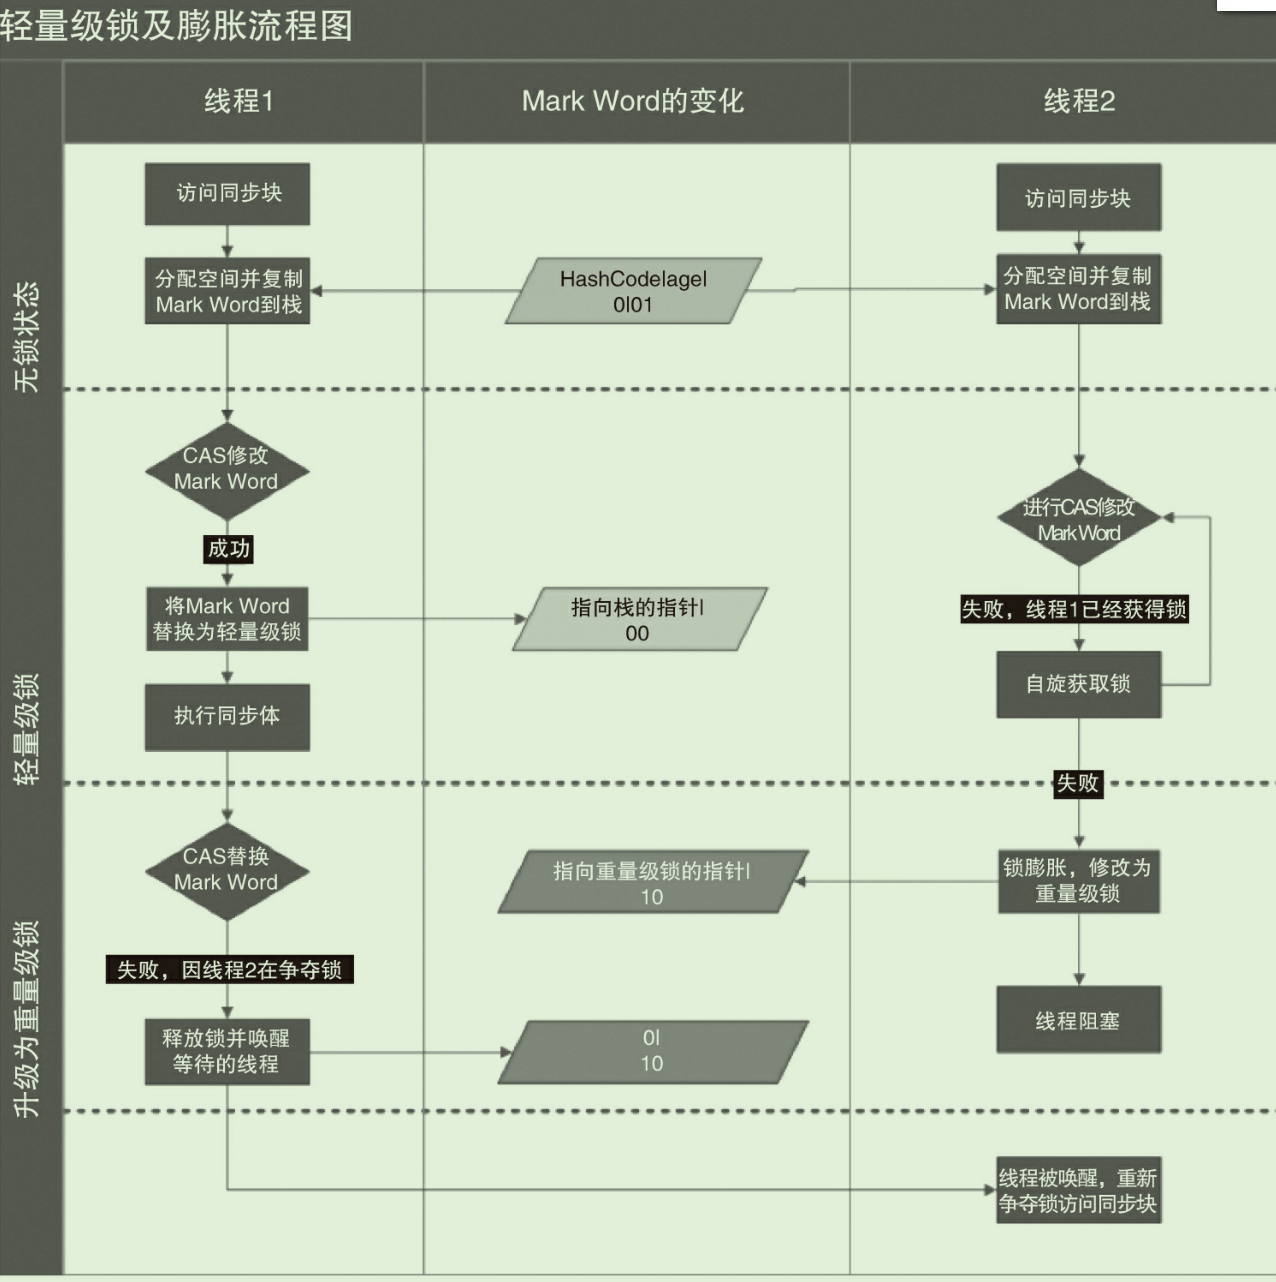 轻量级锁及膨胀流程图
线程1
Mark Word的变化
线程2
无锁状态
访问同步块
访问同步块
分配空间并复制
Mark Word到栈
HashCodelagel
0l01
分配空间并复制
Mark Word到栈
轻量级锁
CAS修改
Mark Word
进行CAS修改
Mark Word
成功
将Mark Word
替换为轻量级锁
指向栈的指针l
00
失败，线程1已经获得锁
自旋获取锁
执行同步体
失败
升级为重量级锁
CAS替换
Mark Word
指向重量级锁的指针l
10
锁膨胀，修改为
重量级锁
失败，因线程2在争夺锁
释放锁并唤醒
等待的线程
0l
10
线程阻塞
线程被唤醒，重新
争夺锁访问同步块